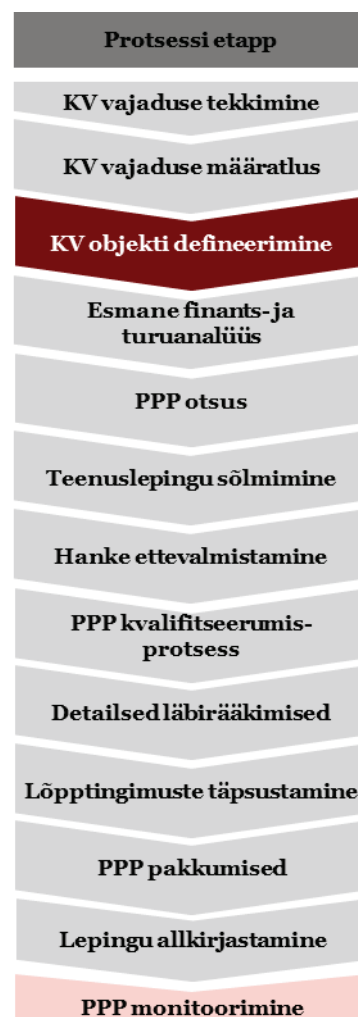 Protsessi etapp
KV vajaduse tekkimine
KV vajaduse määratlus
KV objekti defineerimine
Esmane finants- ja
turuanalüüs
PPP otsus
Teenuslepingu sõlmimine
Hanke ettevalmistamine
PPP kvalifitseerumis-
protsess
Detailsed läbirääkimised
Lõpptingimuste täpsustamine
PPP pakkumised
Lepingu allkirjastamine
PPP monitoorimine